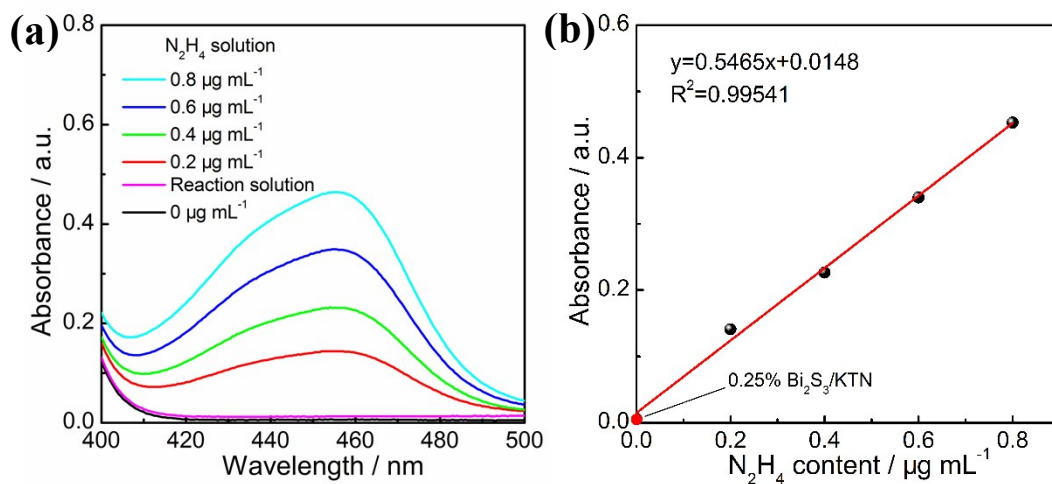 (a)
0.8
0.6
0.4
0.2
0.0
Absorbance / a.u.
N₂H₄ solution
0.8 µg mL⁻¹
0.6 µg mL⁻¹
0.4 µg mL⁻¹
0.2 µg mL⁻¹
Reaction solution
0 µg mL⁻¹
400 420 440 460 480 500
Wavelength / nm
(b)
0.6
0.4
0.2
0.0
Absorbance / a.u.
y=0.5465x+0.0148
R²=0.99541
0.25% Bi₂S₃/KTN
0.0 0.2 0.4 0.6 0.8
N₂H₄ content / µg mL⁻¹